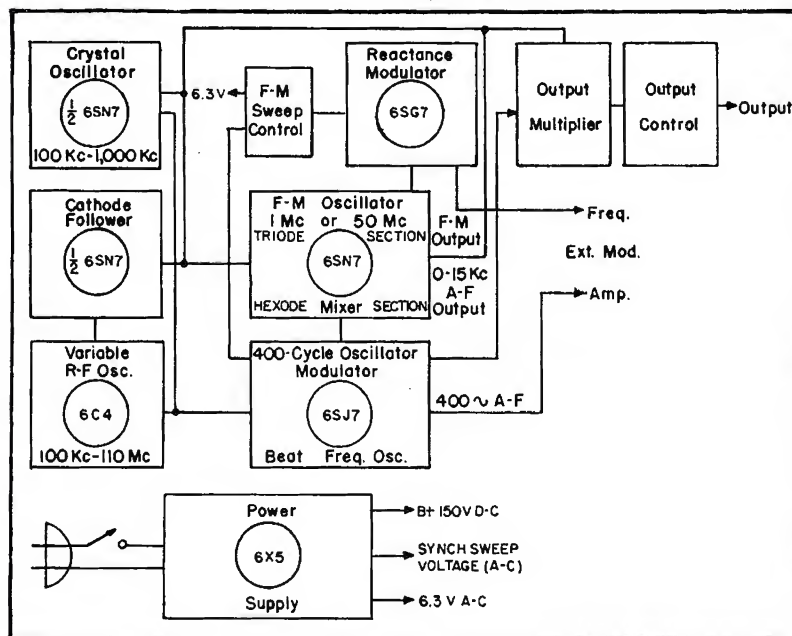 Crystal
Oscillator
1/2 6SN7
100 Kc-1,000 Kc
6.3 V
F-M
Sweep
Control
Reactance
Modulator
6SG7
Output
Multiplier
Output
Control
Output
Cathode
Follower
1/2 6SN7
F-M Oscillator
1 Mc or 50 Mc
TRIODE SECTION
6SN7
HEXODE Mixer SECTION
F-M
Output
0-15 Kc
A-F
Output
Freq.
Ext. Mod.
Amp.
Variable
R-F Osc.
6C4
100 Kc-110 Mc
400-Cycle Oscillator
Modulator
6SJ7
Beat Freq. Osc.
400~ A-F
Power
6X5
Supply
B+ 150V D-C
SYNCH SWEEP
VOLTAGE (A-C)
6.3 V A-C